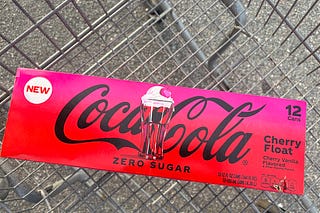 NEW
Coca-Cola
ZERO SUGAR
12
Cans
Cherry
Float
Cherry Vanilla
Flavored